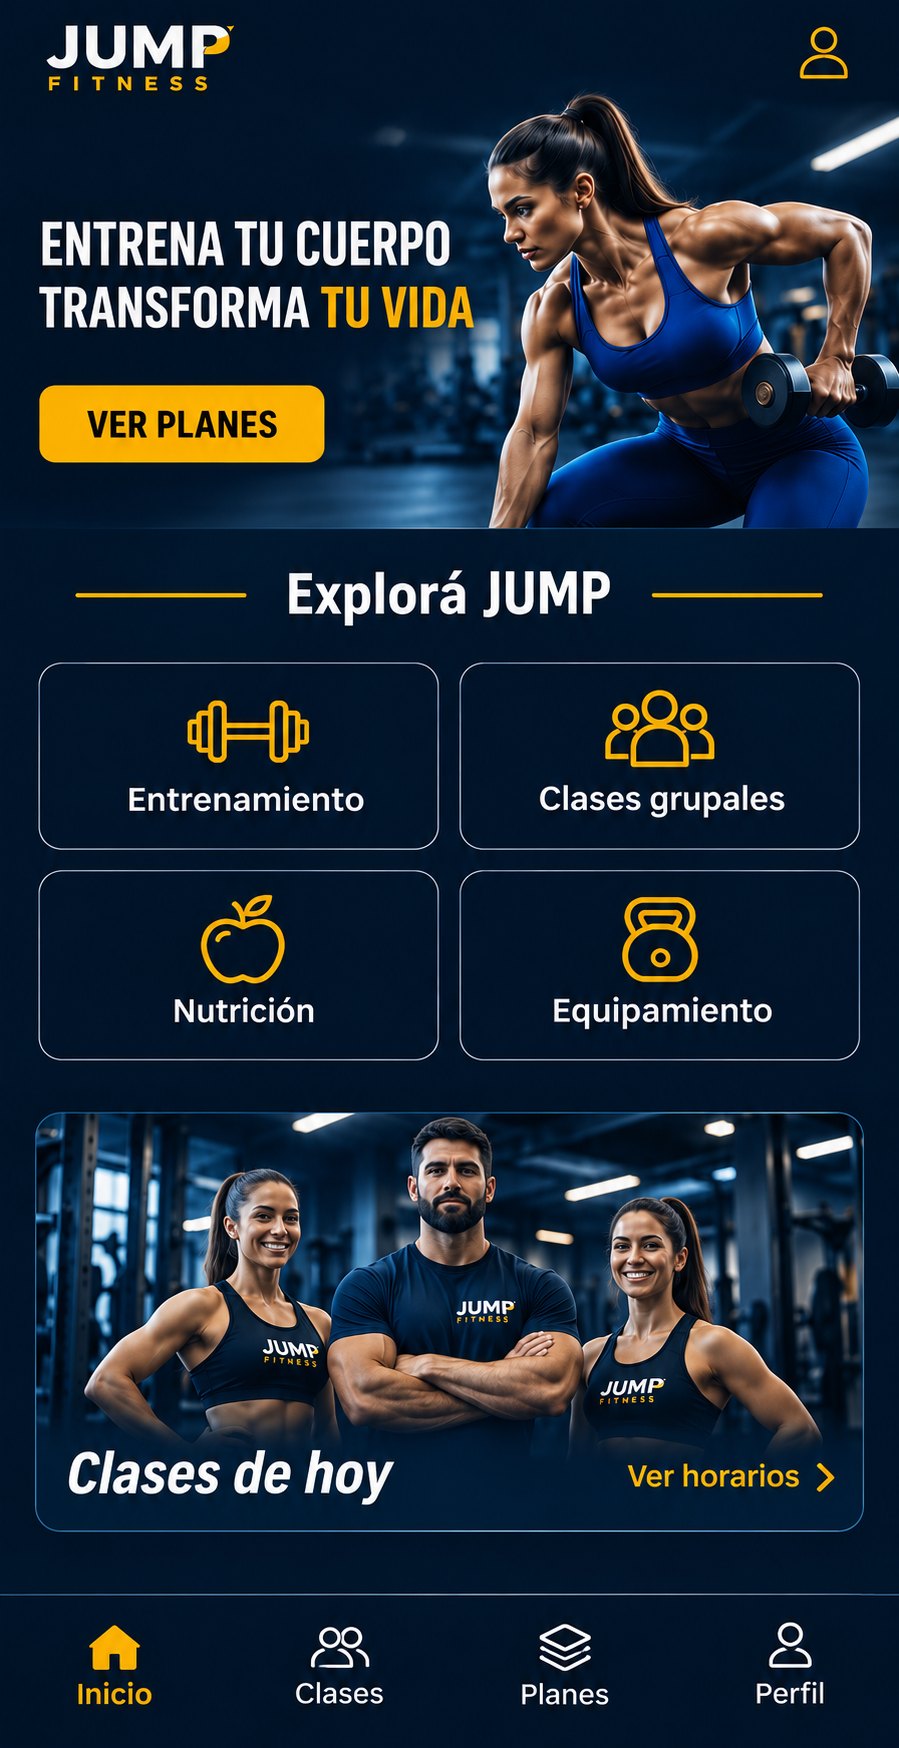 JUMP
FITNESS
ENTRENA TU CUERPO
TRANSFORMA TU VIDA
VER PLANES
Explorá JUMP
Entrenamiento
Clases grupales
Nutrición
Equipamiento
JUMP
FITNESS
JUMP
FITNESS
JUMP
FITNESS
Clases de hoy
Ver horarios
Inicio
Clases
Planes
Perfil